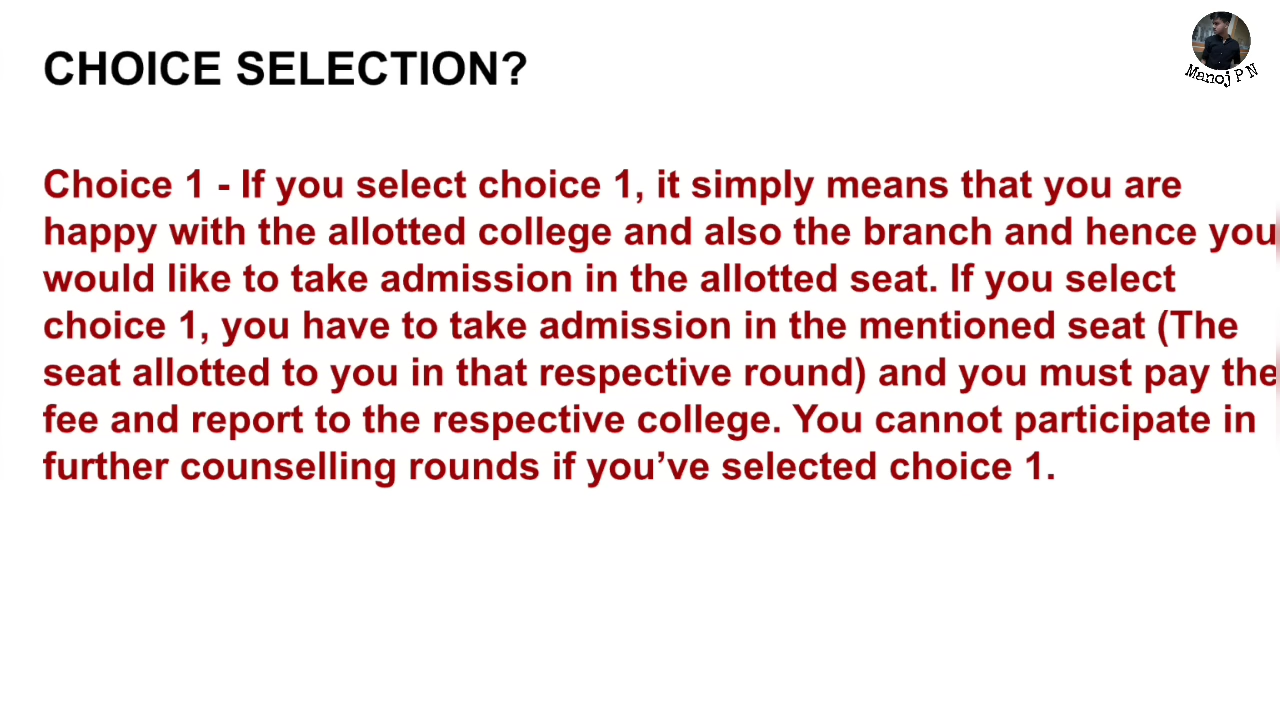 CHOICE SELECTION?
Manoj P N
Choice 1 - If you select choice 1, it simply means that you are
happy with the allotted college and also the branch and hence you
would like to take admission in the allotted seat. If you select
choice 1, you have to take admission in the mentioned seat (The
seat allotted to you in that respective round) and you must pay the
fee and report to the respective college. You cannot participate in
further counselling rounds if you’ve selected choice 1.